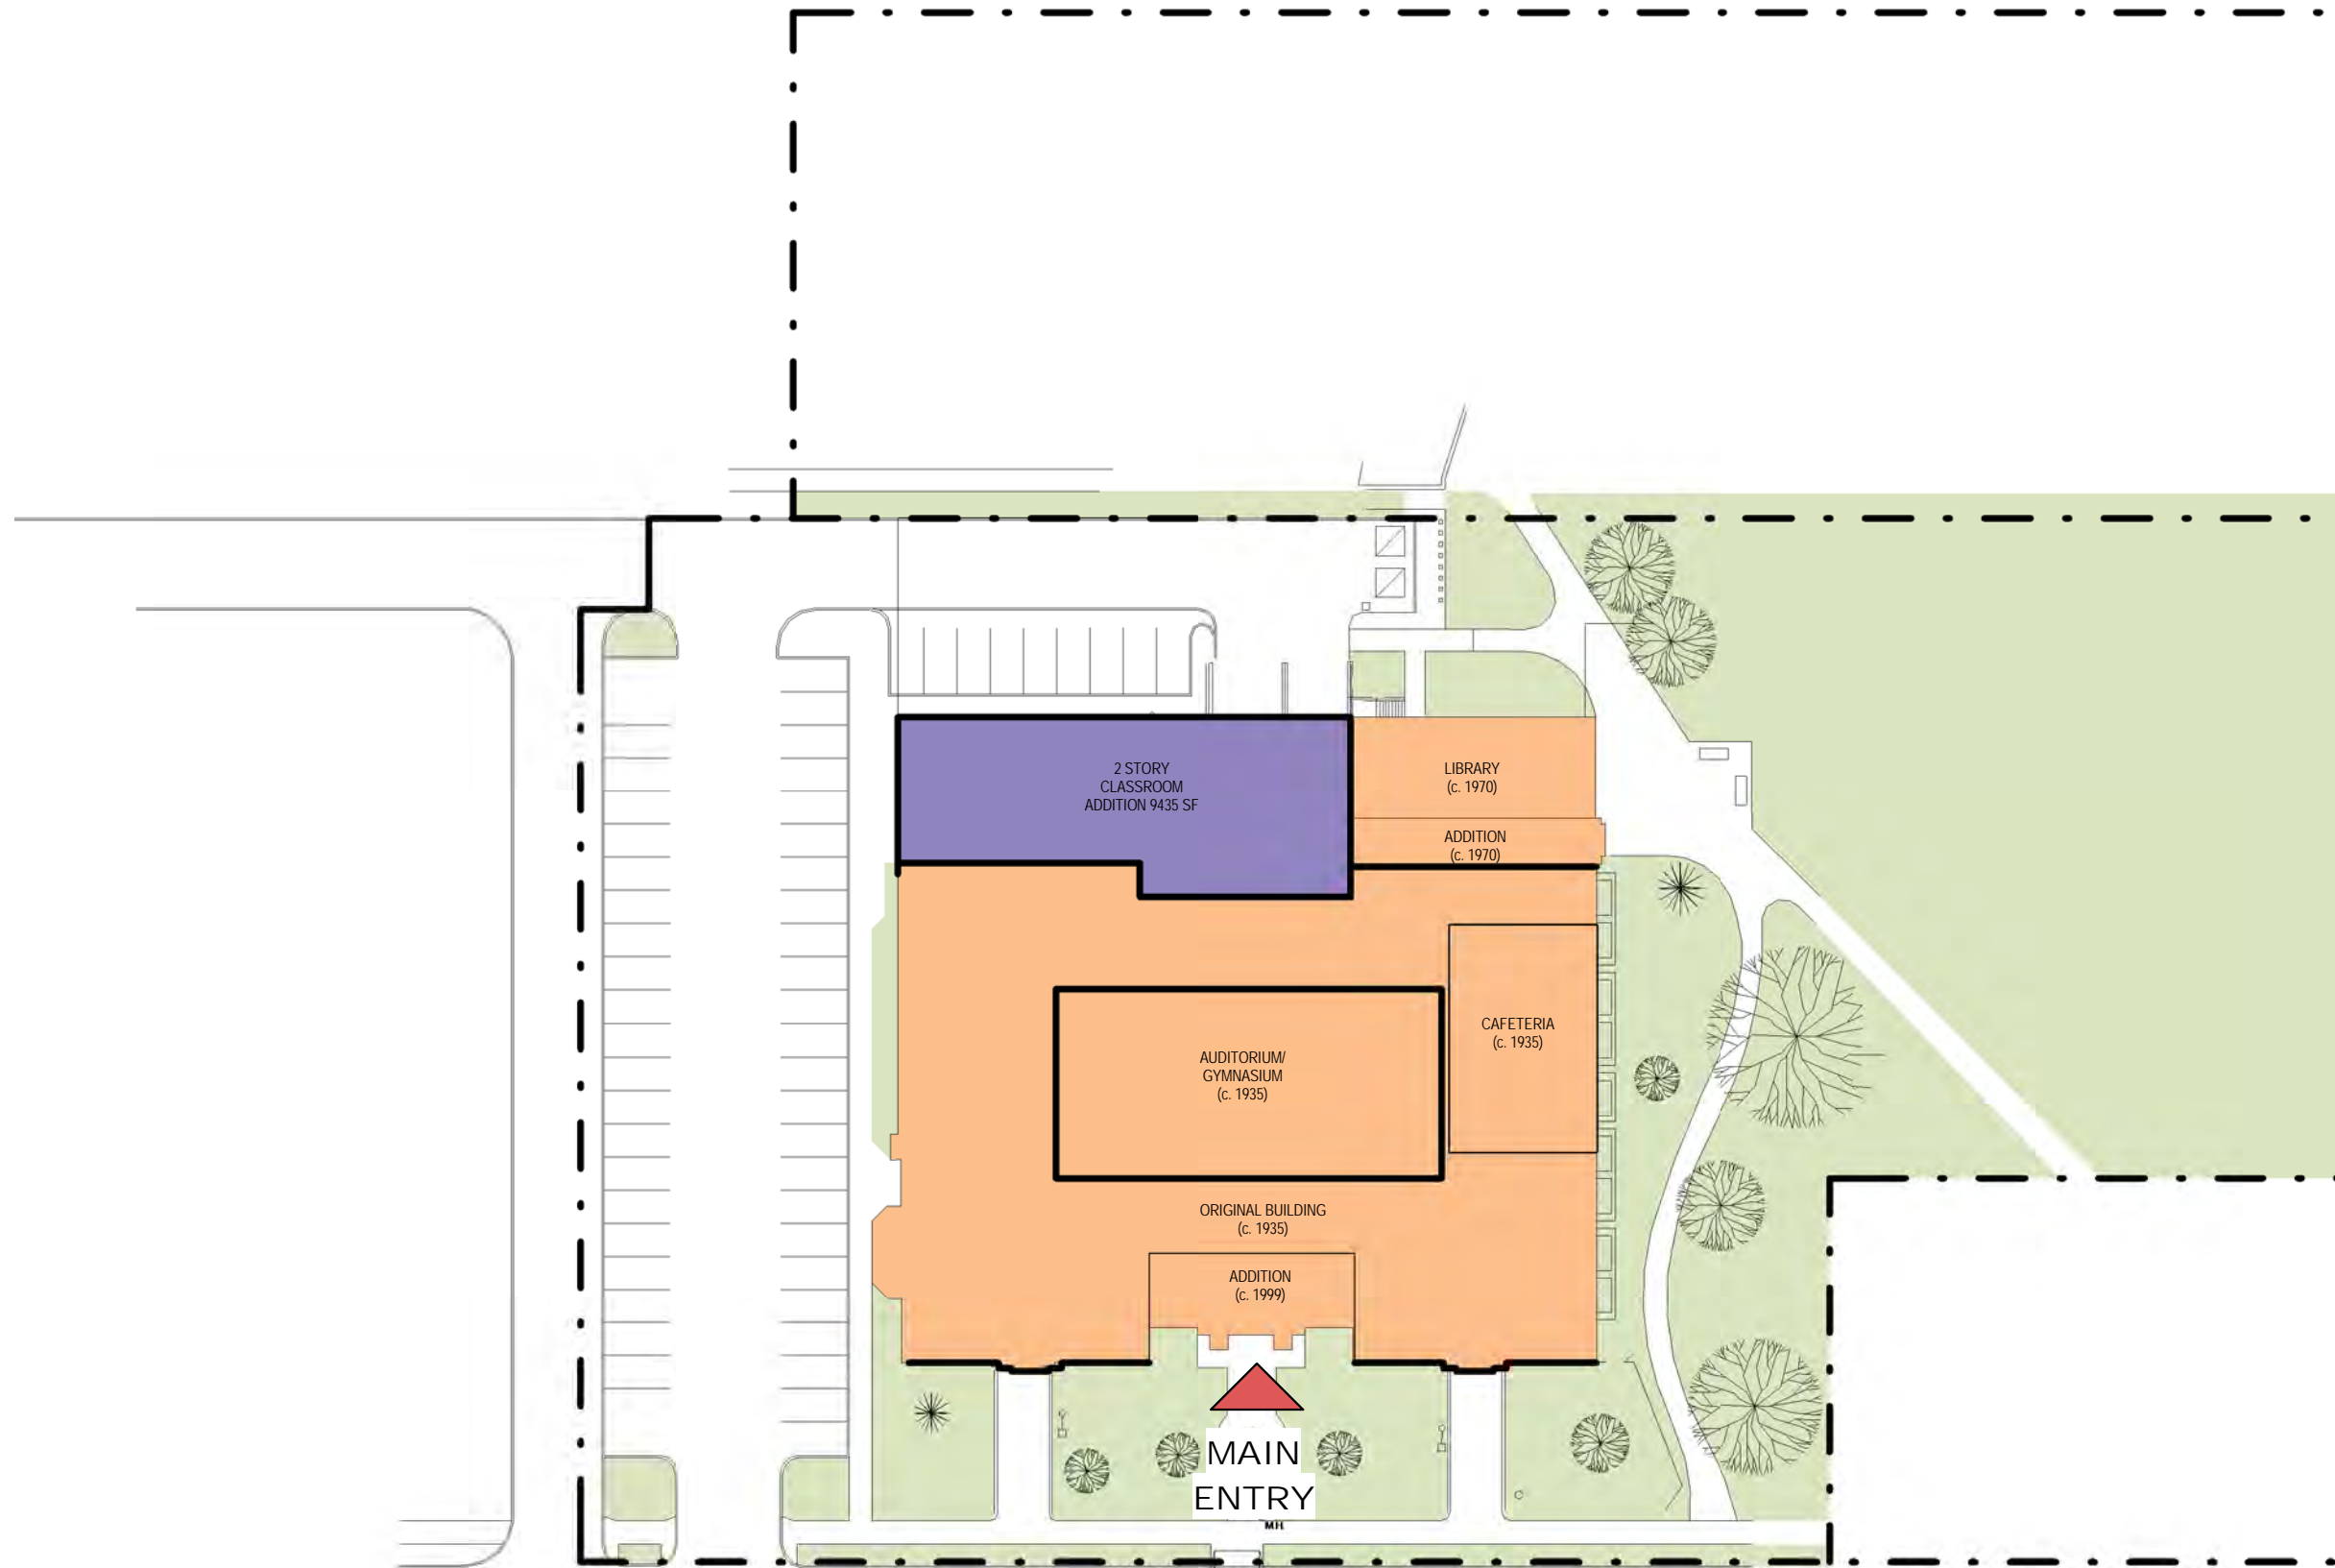 2 STORY
CLASSROOM
ADDITION 9435 SF
LIBRARY
(c. 1970)
ADDITION
(c. 1970)
CAFETERIA
(c. 1935)
AUDITORIUM/
GYMNASIUM
(c. 1935)
ORIGINAL BUILDING
(c. 1935)
ADDITION
(c. 1999)
MAIN
ENTRY
MH